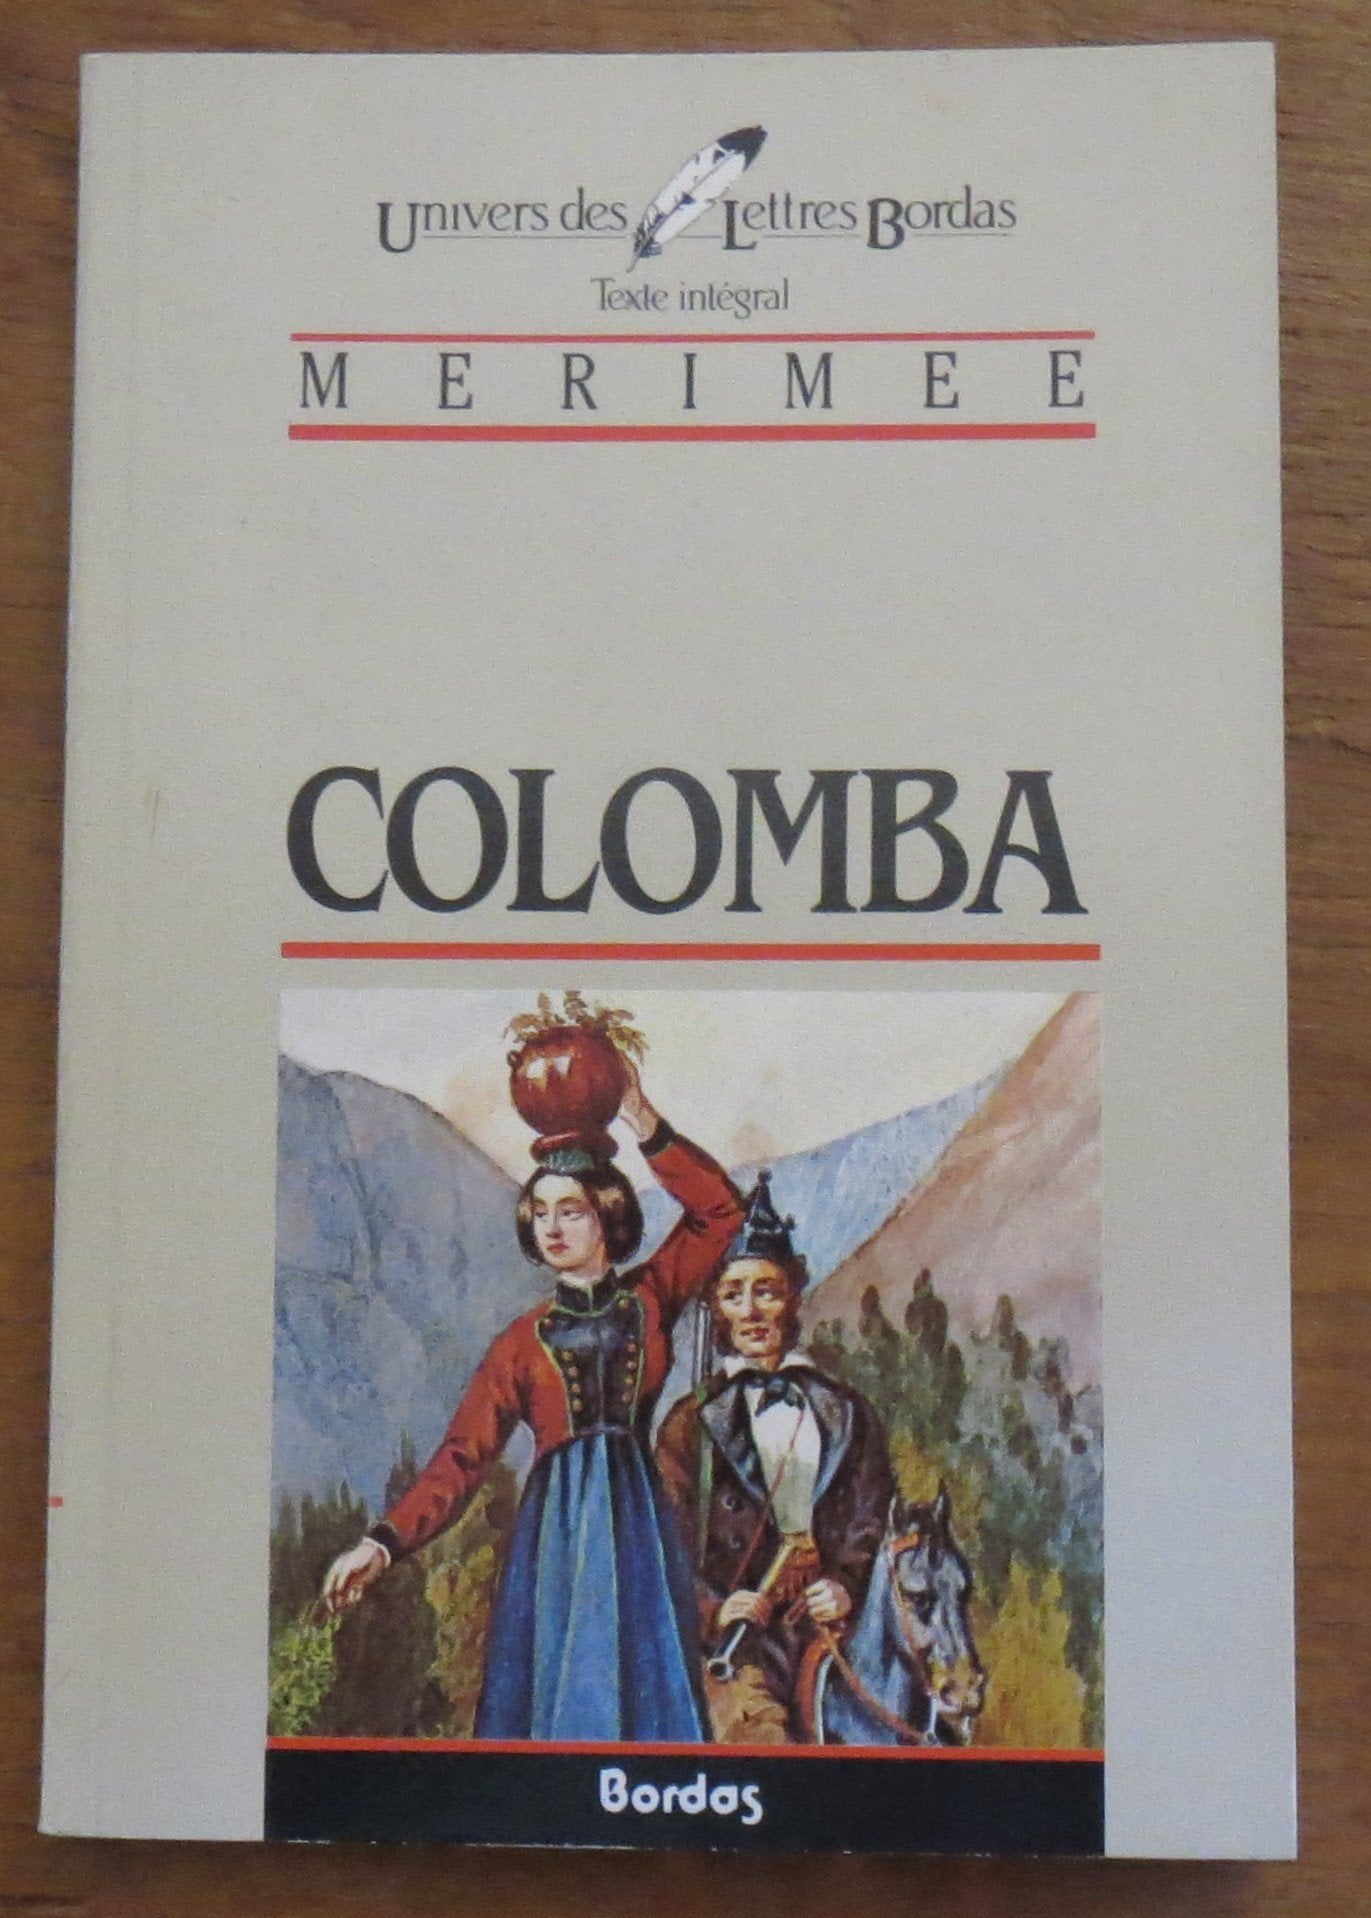 Univers des Lettres Bordas
Texte intégral
MERIMEE
COLOMBA
Bordas